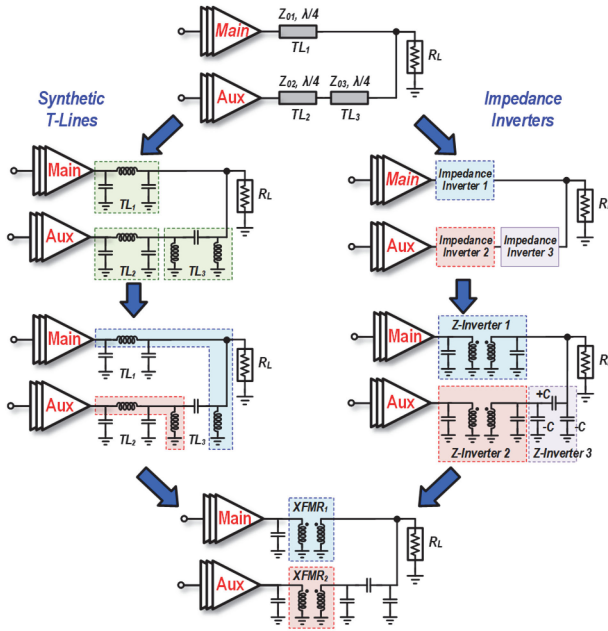 Z01, λ/4
Main
TL1
RL
Z02, λ/4 Z03, λ/4
Aux
TL2 TL3
Synthetic
T-Lines
Impedance
Inverters
Main
TL1
RL
Aux
TL2
TL3
Main
Impedance
Inverter 1
R
Aux
Impedance
Inverter 2
Impedance
Inverter 3
Main
TL1
RL
Aux
TL2
TL3
Z-Inverter 1
Main
R
+C
Aux
-C
-C
Z-Inverter 2
Z-Inverter 3
XFMR1
Main
RL
XFMR2
Aux